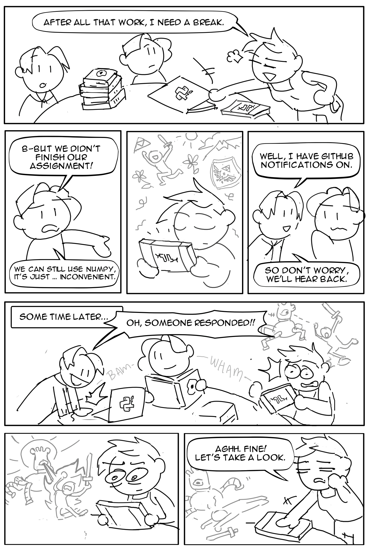 AFTER ALL THAT WORK, I NEED A BREAK.
B-BUT WE DIDN'T
FINISH OUR
ASSIGNMENT!
WE CAN STILL USE NUMPY,
IT'S JUST ... INCONVENIENT.
WELL, I HAVE GITHUB
NOTIFICATIONS ON.
SO DON'T WORRY,
WE'LL HEAR BACK.
SOME TIME LATER...
OH, SOMEONE RESPONDED!!
BAM-
-WHAM-
AGHH, FINE!
LET'S TAKE A LOOK.